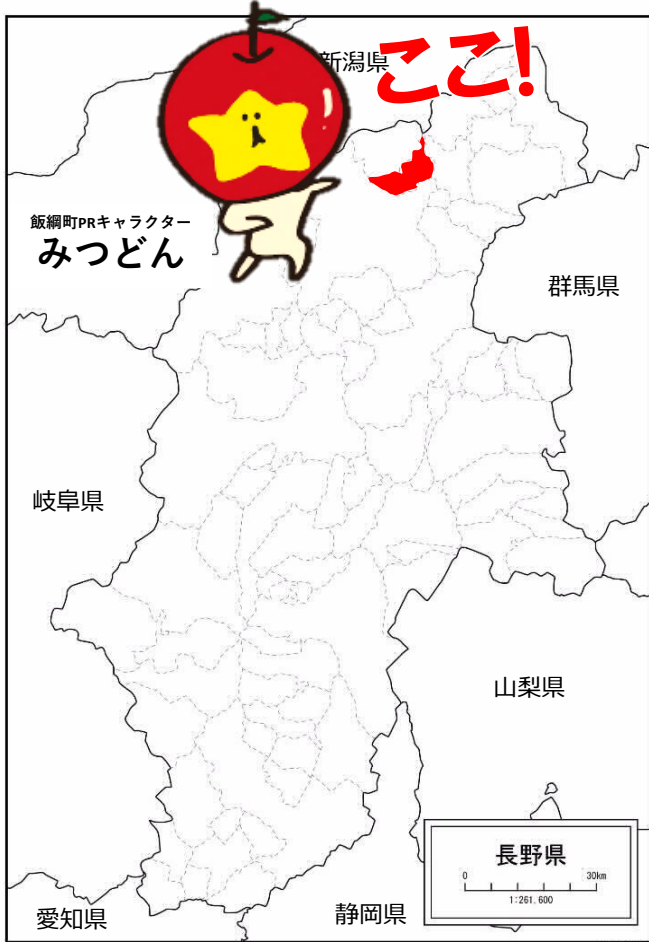 新潟県
ここ!
飯綱町PRキャラクター
みつどん
群馬県
岐阜県
山梨県
長野県
0 30km
1:261,600
愛知県
静岡県